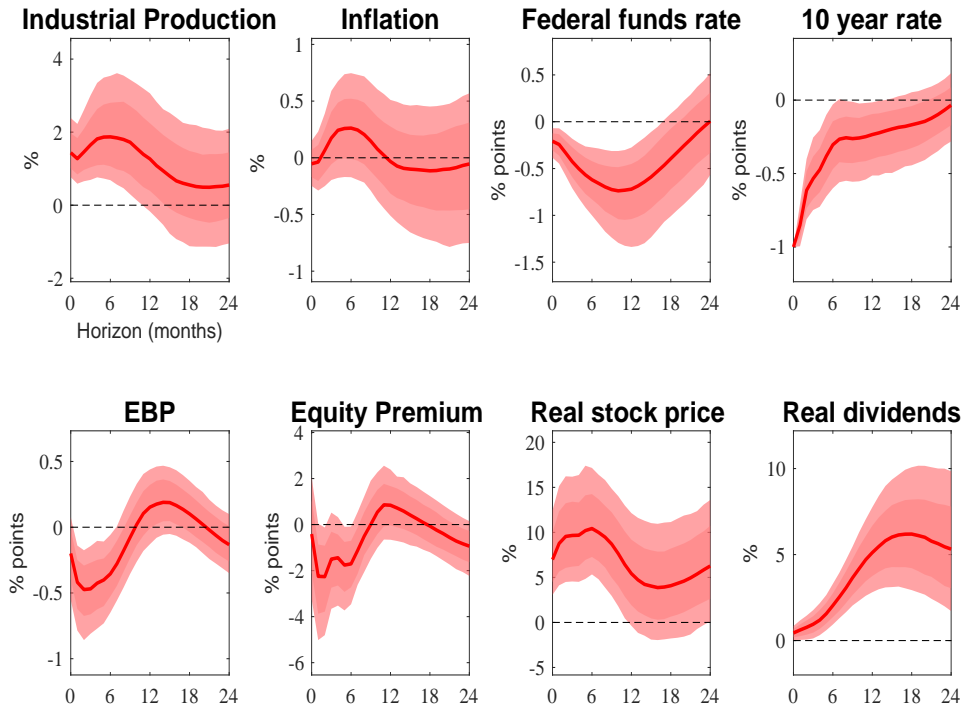 Industrial Production
4
2
0
-2
%
0 6 12 18 24
Horizon (months)
Inflation
1
0.5
0
-0.5
-1
%
0 6 12 18 24
Federal funds rate
0.5
0
-0.5
-1
-1.5
% points
0 6 12 18 24
10 year rate
0
-0.5
-1
% points
0 6 12 18 24
EBP
0.5
0
-0.5
-1
% points
0 6 12 18 24
Equity Premium
4
2
0
-2
-4
-6
% points
0 6 12 18 24
Real stock price
20
15
10
5
0
-5
%
0 6 12 18 24
Real dividends
10
5
0
%
0 6 12 18 24